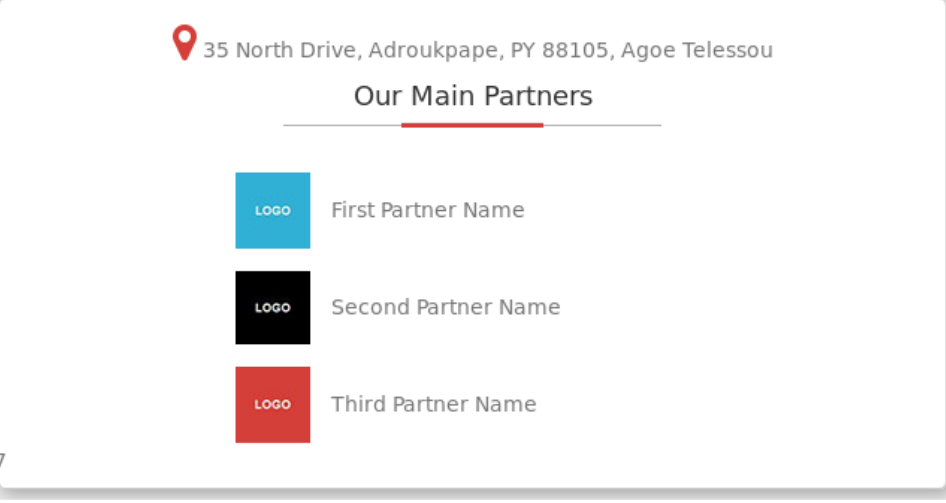 35 North Drive, Adroukpape, PY 88105, Agoe Telessou
Our Main Partners
LOGO First Partner Name
LOGO Second Partner Name
LOGO Third Partner Name